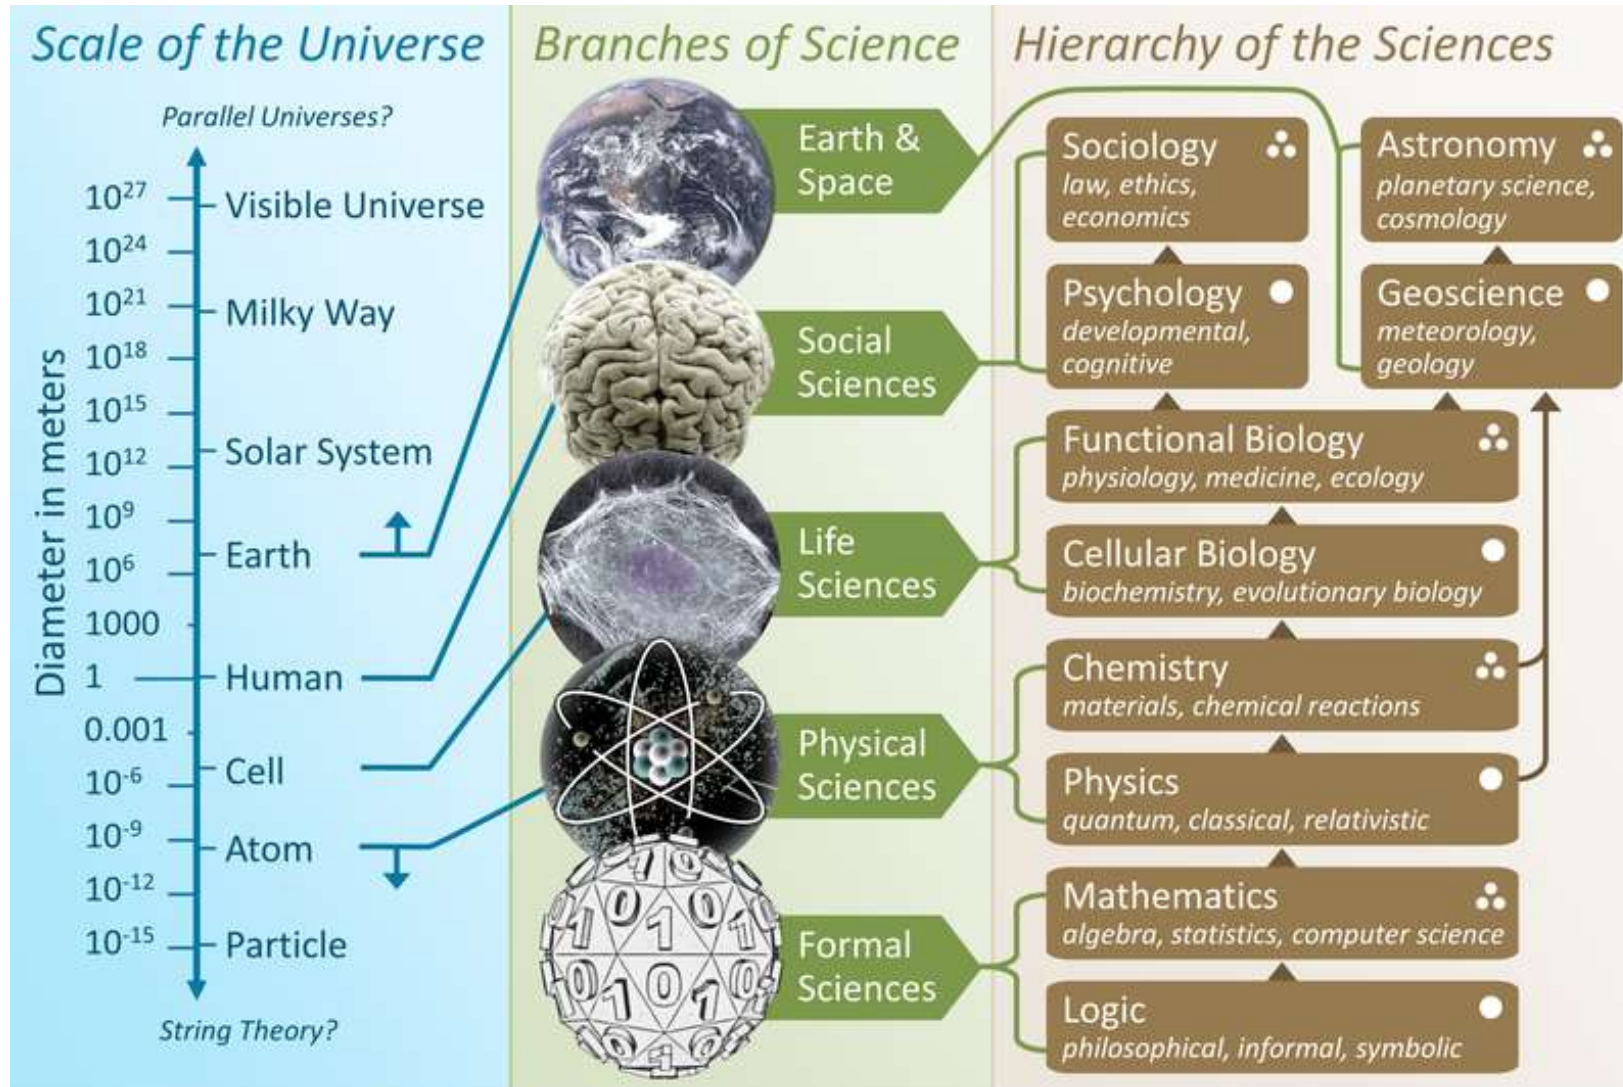 Scale of the Universe
Parallel Universes?
Diameter in meters
10^27
Visible Universe
10^24
10^21
Milky Way
10^18
10^15
Solar System
10^12
10^9
Earth
10^6
1000
1
Human
0.001
Cell
10^-6
10^-9
Atom
10^-12
10^-15
Particle
String Theory?
Branches of Science
Earth &
Space
Social
Sciences
Life
Sciences
Physical
Sciences
Formal
Sciences
Hierarchy of the Sciences
Sociology
law, ethics,
economics
Astronomy
planetary science,
cosmology
Psychology
developmental,
cognitive
Geoscience
meteorology,
geology
Functional Biology
physiology, medicine, ecology
Cellular Biology
biochemistry, evolutionary biology
Chemistry
materials, chemical reactions
Physics
quantum, classical, relativistic
Mathematics
algebra, statistics, computer science
Logic
philosophical, informal, symbolic